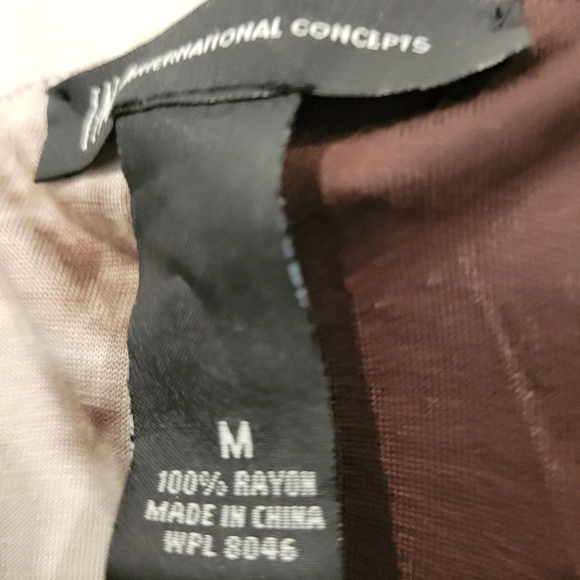 INTERNATIONAL CONCEPTS
M
100% RAYON
MADE IN CHINA
WPL 8046